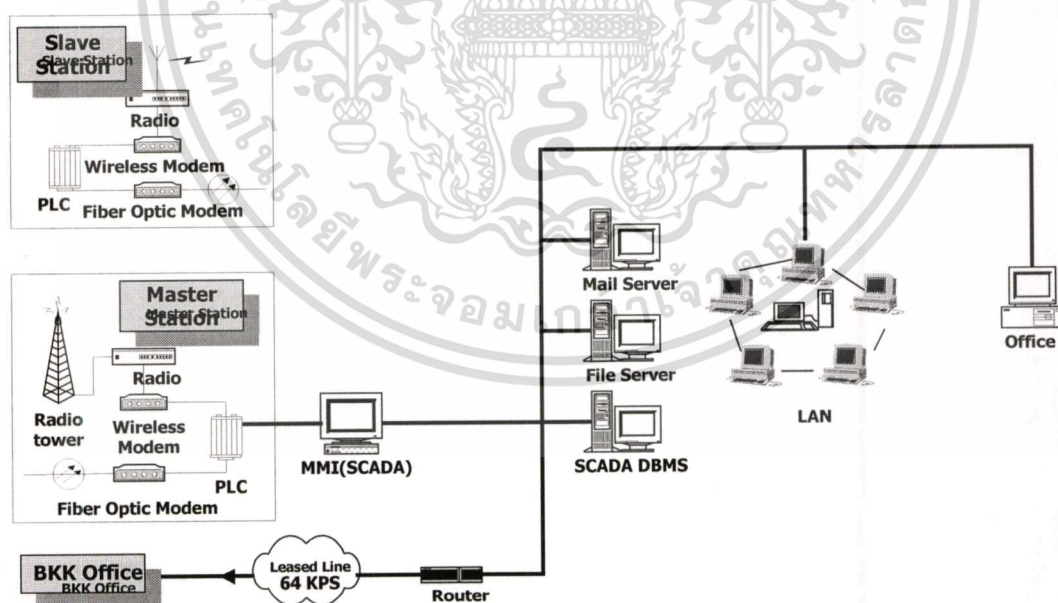 Slave
Station
Slave Station
Radio
Wireless Modem
PLC
Fiber Optic Modem
Master
Station
Master Station
Radio
Radio
tower
Wireless
Modem
PLC
Fiber Optic Modem
MMI(SCADA)
Mail Server
File Server
SCADA DBMS
LAN
Office
BKK Office
BKK Office
Leased Line
64 KPS
Router